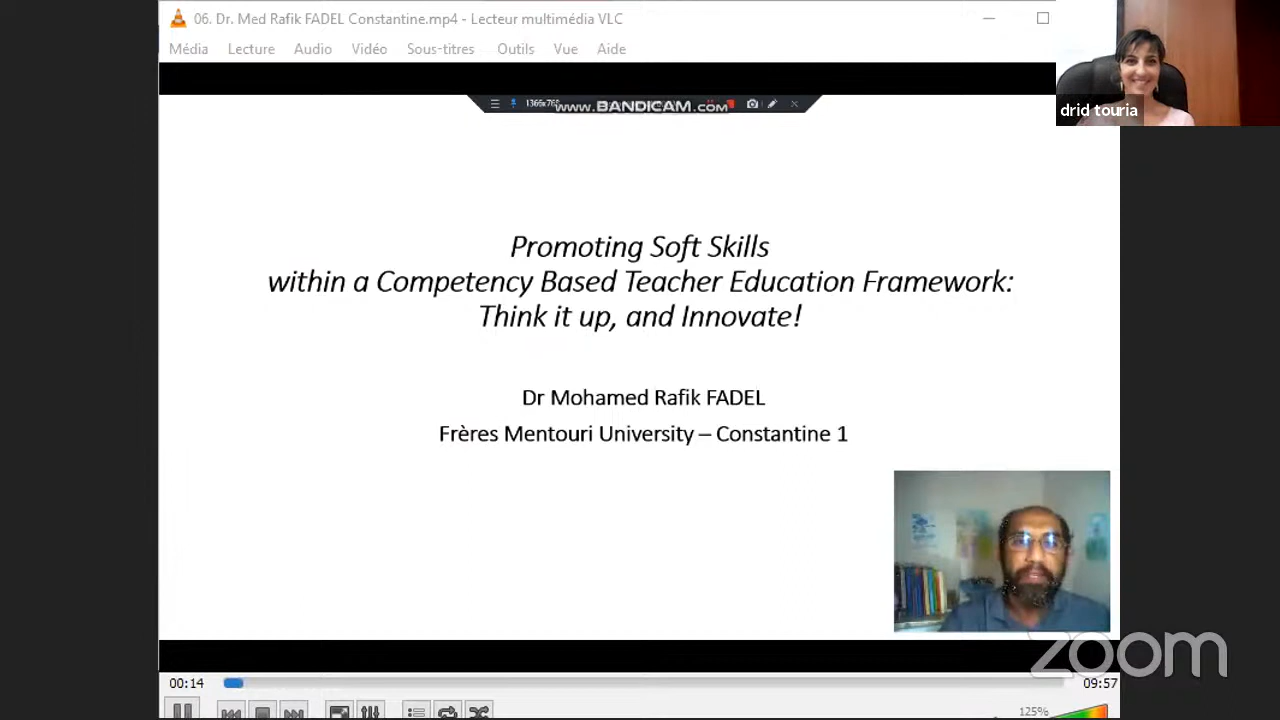 06. Dr. Med Rafik FADEL Constantine.mp4 - Lecteur multimédia VLC
Média Lecture Audio Vidéo Sous-titres Outils Vue Aide
drid touria
www.BANDICAM.com
Promoting Soft Skills
within a Competency Based Teacher Education Framework:
Think it up, and Innovate!
Dr Mohamed Rafik FADEL
Frères Mentouri University – Constantine 1
zoom
00:14
09:57
125%